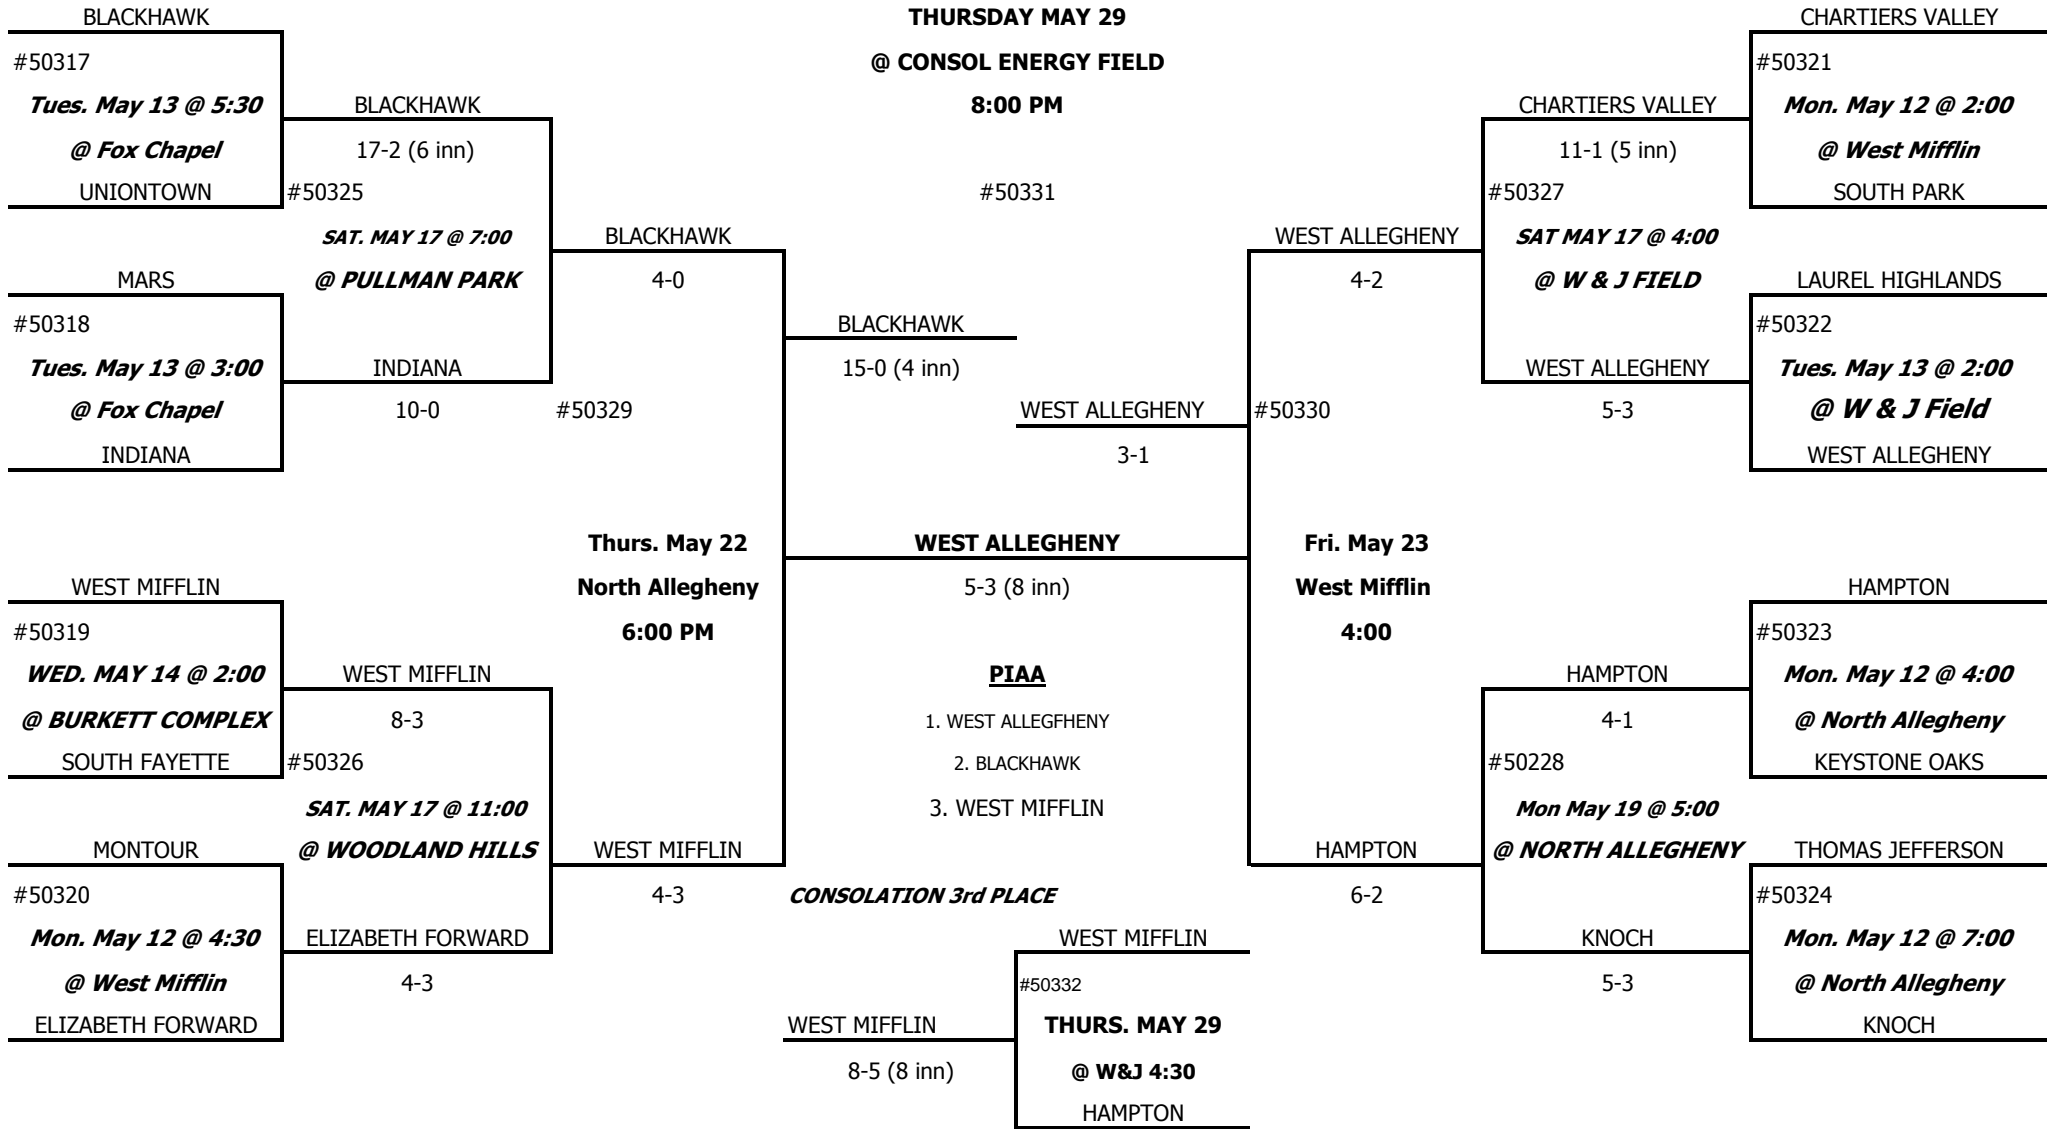 BLACKHAWK
#50317
Tues. May 13 @ 5:30
@ Fox Chapel
UNIONTOWN
BLACKHAWK
17-2 (6 inn)
#50325
SAT. MAY 17 @ 7:00
@ PULLMAN PARK
MARS
#50318
Tues. May 13 @ 3:00
@ Fox Chapel
INDIANA
INDIANA
10-0
BLACKHAWK
4-0
#50329
Thurs. May 22
North Allegheny
6:00 PM
WEST MIFFLIN
#50319
WED. MAY 14 @ 2:00
@ BURKETT COMPLEX
SOUTH FAYETTE
WEST MIFFLIN
8-3
#50326
SAT. MAY 17 @ 11:00
@ WOODLAND HILLS
MONTOUR
#50320
Mon. May 12 @ 4:30
@ West Mifflin
ELIZABETH FORWARD
ELIZABETH FORWARD
4-3
WEST MIFFLIN
4-3
THURSDAY MAY 29
@ CONSOL ENERGY FIELD
8:00 PM
#50331
BLACKHAWK
15-0 (4 inn)
WEST ALLEGHENY
3-1
WEST ALLEGHENY
5-3 (8 inn)
PIAA
1. WEST ALLEGFHENY
2. BLACKHAWK
3. WEST MIFFLIN
CONSOLATION 3rd PLACE
WEST MIFFLIN
#50332
THURS. MAY 29
@ W&J 4:30
HAMPTON
WEST MIFFLIN
8-5 (8 inn)
WEST ALLEGHENY
4-2
#50330
Fri. May 23
West Mifflin
4:00
HAMPTON
6-2
CHARTIERS VALLEY
11-1 (5 inn)
#50327
SAT MAY 17 @ 4:00
@ W & J FIELD
WEST ALLEGHENY
5-3
CHARTIERS VALLEY
#50321
Mon. May 12 @ 2:00
@ West Mifflin
SOUTH PARK
LAUREL HIGHLANDS
#50322
Tues. May 13 @ 2:00
@ W & J Field
WEST ALLEGHENY
HAMPTON
4-1
#50228
Mon May 19 @ 5:00
@ NORTH ALLEGHENY
KNOCH
5-3
HAMPTON
#50323
Mon. May 12 @ 4:00
@ North Allegheny
KEYSTONE OAKS
THOMAS JEFFERSON
#50324
Mon. May 12 @ 7:00
@ North Allegheny
KNOCH